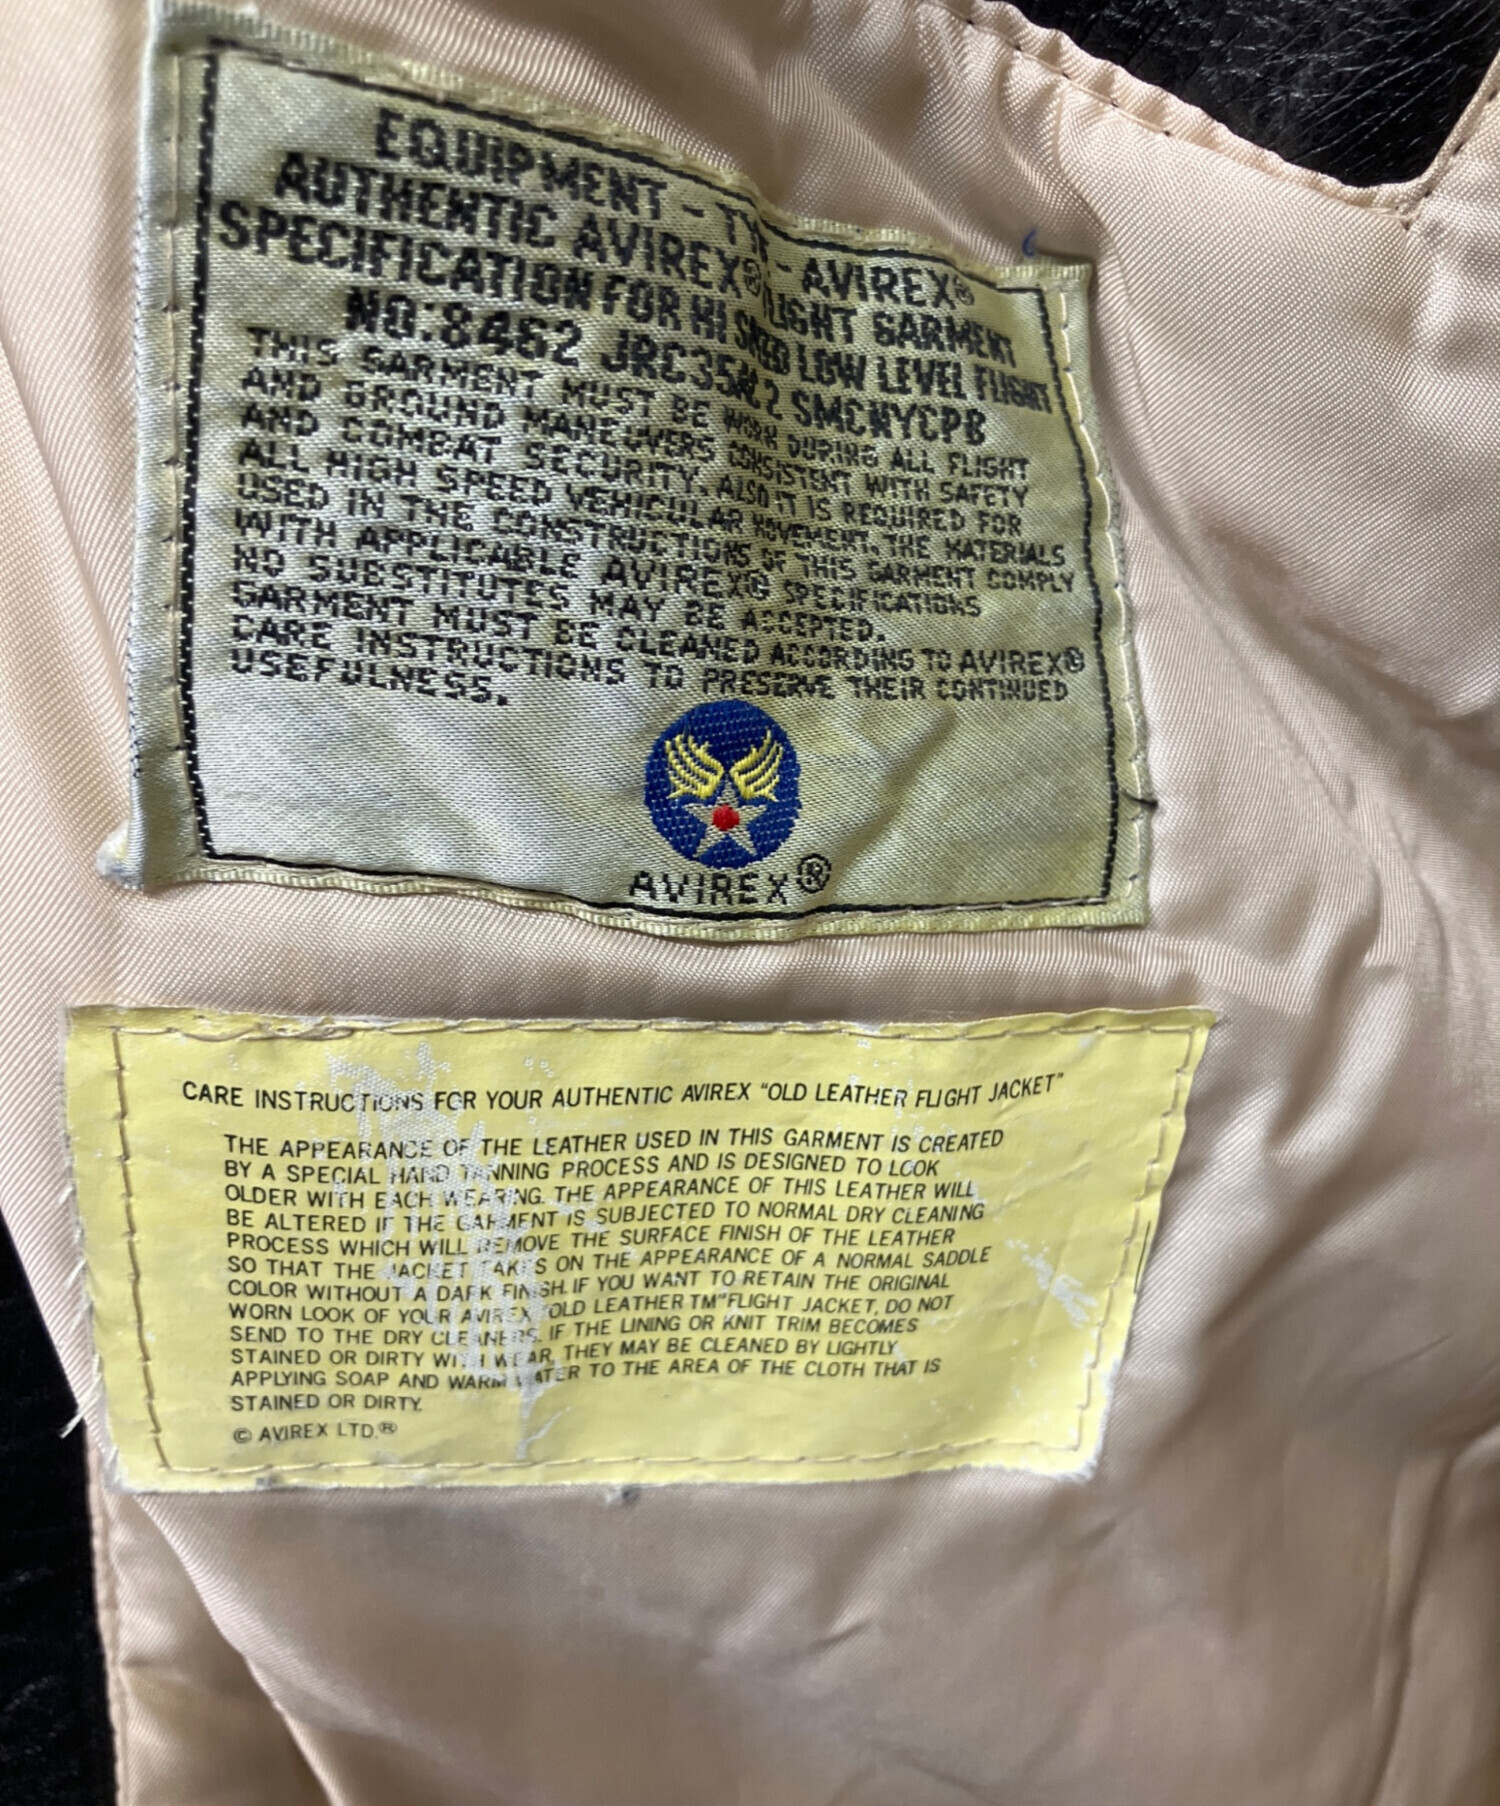 EQUIPMENT - TYPE - AVIREX®
AUTHENTIC AVIREX® FLIGHT GARMENT
SPECIFICATION FOR HI SPEED LOW LEVEL FLIGHT
NO:8462 SMCNYCPB
THIS GARMENT MUST BE WORN DURING ALL FLIGHT
AND GROUND MANEUVERS CONSISTENT WITH SAFETY
AND COMBAT SECURITY. ALSO IT IS REQUIRED FOR
ALL HIGH SPEED VEHICULAR MOVEMENT. THE MATERIALS
USED IN THE CONSTRUCTIONS OF THIS GARMENT COMPLY
WITH APPLICABLE AVIREX® SPECIFICATIONS
NO SUBSTITUTES MAY BE ACCEPTED.
GARMENT MUST BE CLEANED ACCORDING TO AVIREX®
CARE INSTRUCTIONS TO PRESERVE THEIR CONTINUED
USEFULNESS.
AVIREX®
CARE INSTRUCTIONS FOR YOUR AUTHENTIC AVIREX "OLD LEATHER FLIGHT JACKET"
THE APPEARANCE OF THE LEATHER USED IN THIS GARMENT IS CREATED
BY A SPECIAL HAND TANNING PROCESS AND IS DESIGNED TO LOOK
OLDER WITH EACH WEARING. THE APPEARANCE OF THIS LEATHER WILL
BE ALTERED IF THE GARMENT IS SUBJECTED TO NORMAL DRY CLEANING
PROCESS WHICH WILL REMOVE THE SURFACE FINISH OF THE LEATHER
SO THAT THE JACKET TAKES ON THE APPEARANCE OF A NORMAL SADDLE
COLOR WITHOUT A DARK FINISH. IF YOU WANT TO RETAIN THE ORIGINAL
WORN LOOK OF YOUR AVIREX "OLD LEATHER TM" FLIGHT JACKET, DO NOT
SEND TO THE DRY CLEANERS. IF THE LINING OR KNIT TRIM BECOMES
STAINED OR DIRTY WITH WEAR, THEY MAY BE CLEANED BY LIGHTLY
APPLYING SOAP AND WARM WATER TO THE AREA OF THE CLOTH THAT IS
STAINED OR DIRTY.
© AVIREX LTD.®